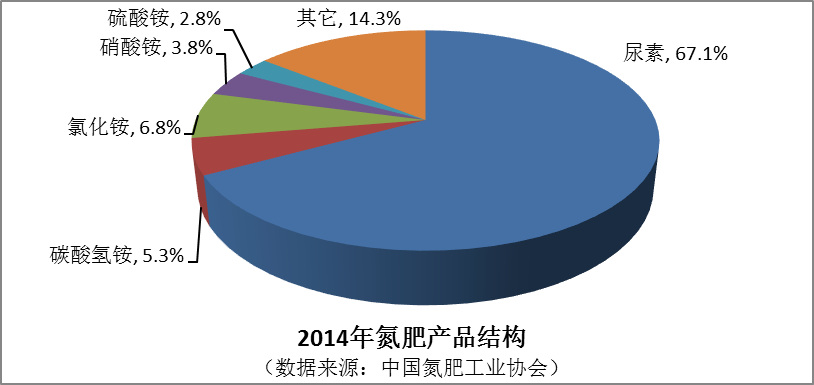 硫酸铵, 2.8%
其它, 14.3%
硝酸铵, 3.8%
尿素, 67.1%
氯化铵, 6.8%
碳酸氢铵, 5.3%
2014年氮肥产品结构
（数据来源：中国氮肥工业协会）